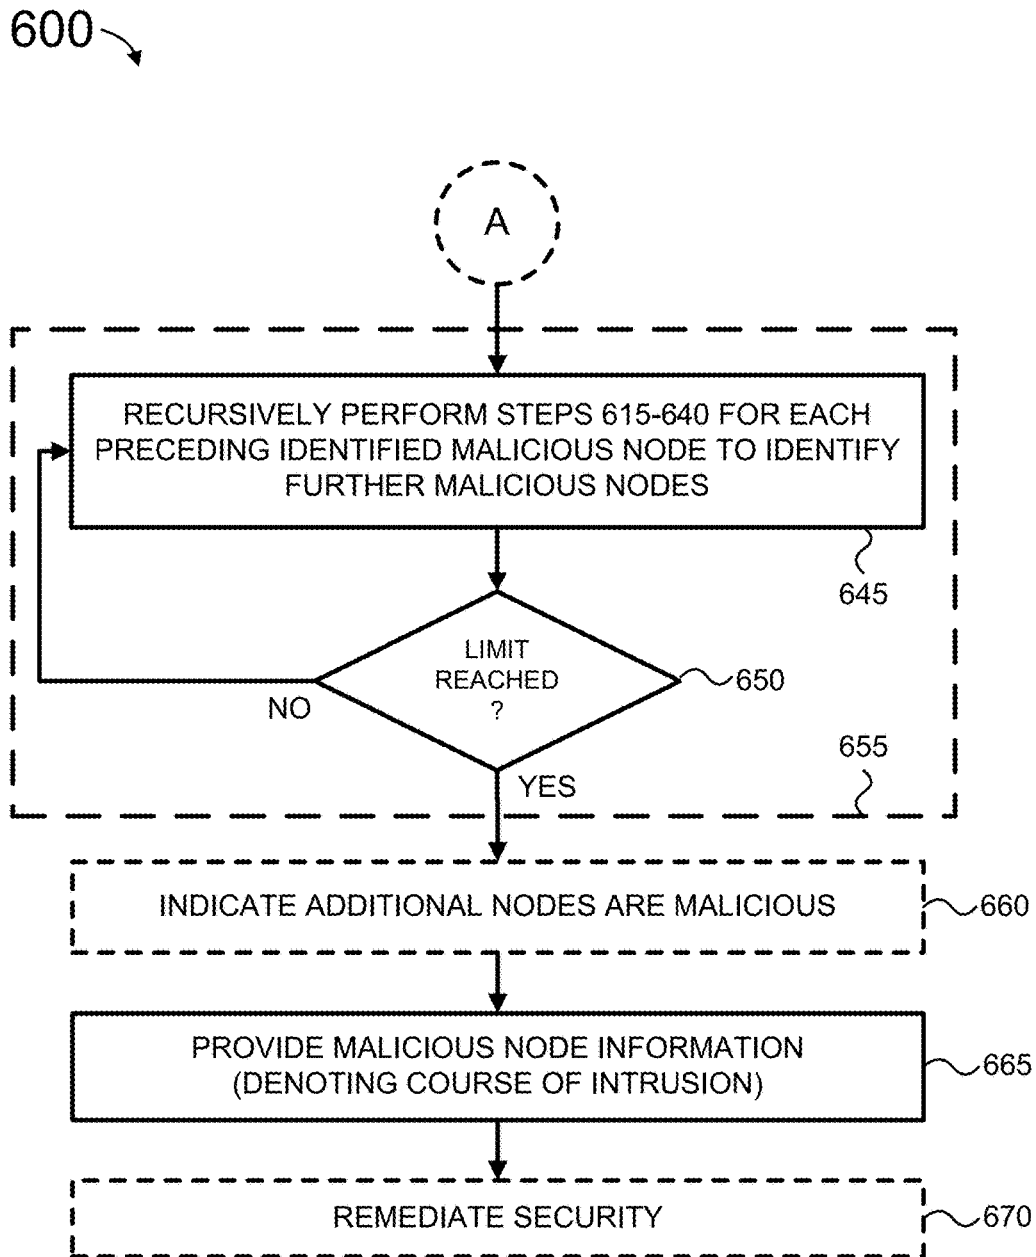 600
A
RECURSIVELY PERFORM STEPS 615-640 FOR EACH
PRECEDING IDENTIFIED MALICIOUS NODE TO IDENTIFY
FURTHER MALICIOUS NODES
645
LIMIT
REACHED
?
650
NO
655
YES
INDICATE ADDITIONAL NODES ARE MALICIOUS
660
PROVIDE MALICIOUS NODE INFORMATION
(DENOTING COURSE OF INTRUSION)
665
REMEDIATE SECURITY
670